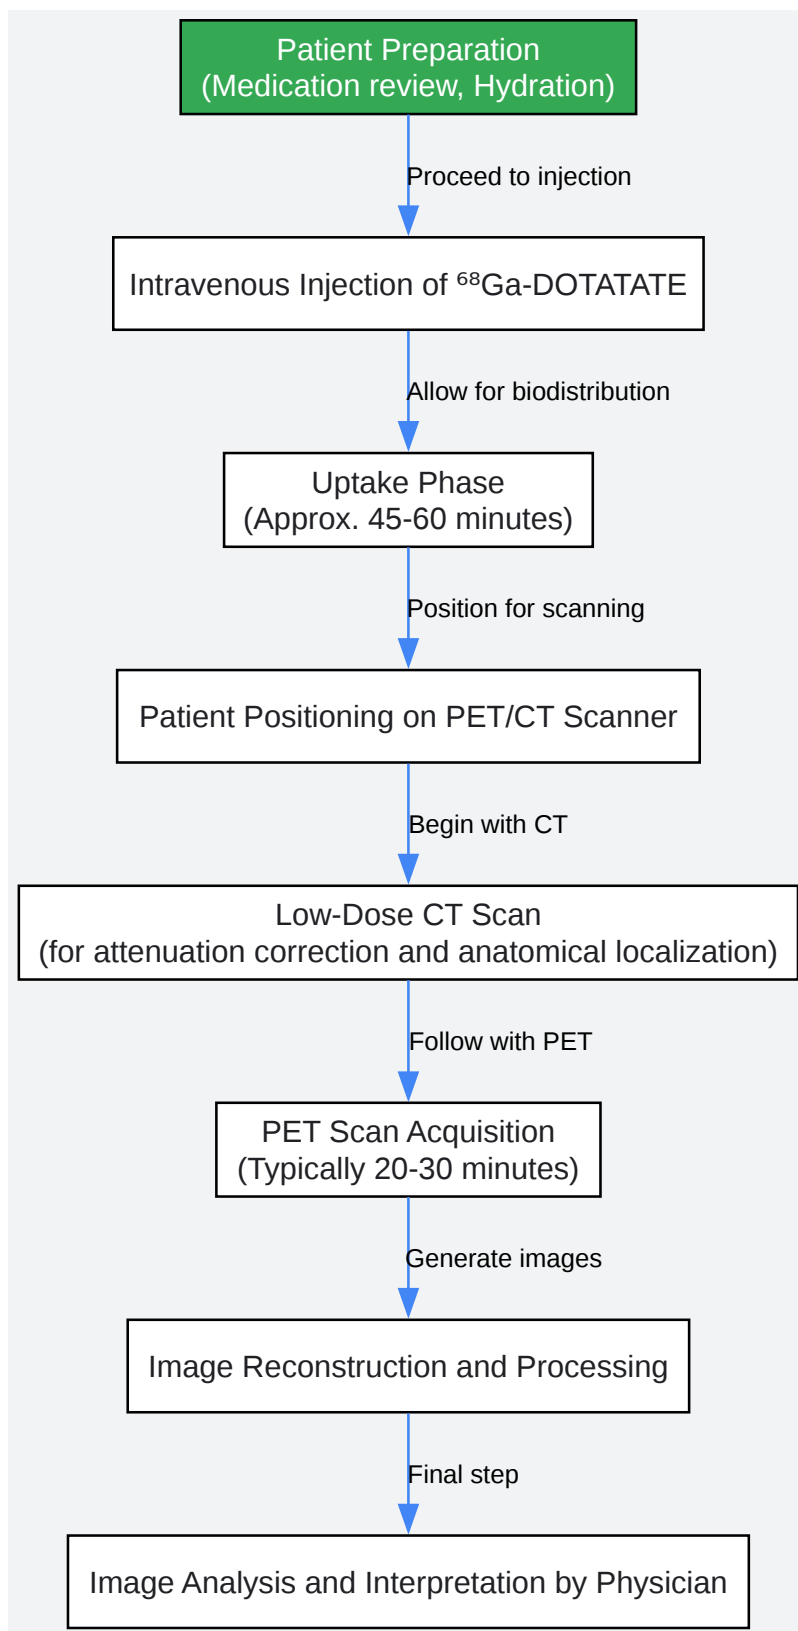 Patient Preparation
(Medication review, Hydration)
Proceed to injection
Intravenous Injection of ⁶⁸Ga-DOTATATE
Allow for biodistribution
Uptake Phase
(Approx. 45-60 minutes)
Position for scanning
Patient Positioning on PET/CT Scanner
Begin with CT
Low-Dose CT Scan
(for attenuation correction and anatomical localization)
Follow with PET
PET Scan Acquisition
(Typically 20-30 minutes)
Generate images
Image Reconstruction and Processing
Final step
Image Analysis and Interpretation by Physician